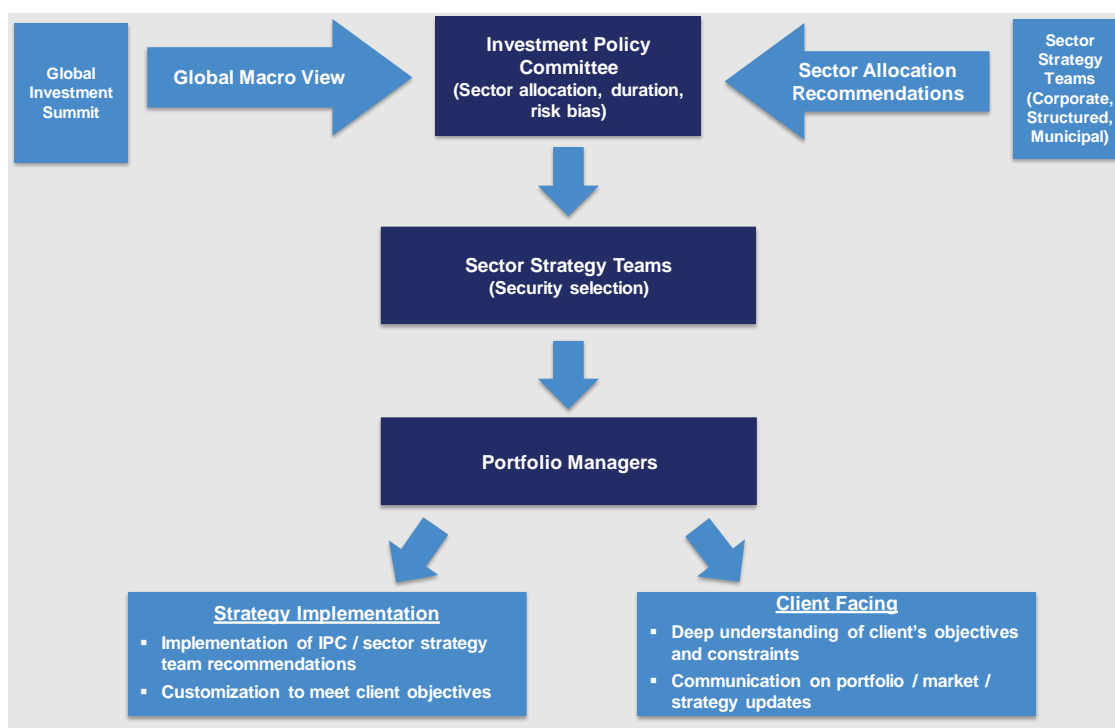 Global
Investment
Summit
Global Macro View
Investment Policy
Committee
(Sector allocation, duration,
risk bias)
Sector Allocation
Recommendations
Sector
Strategy
Teams
(Corporate,
Structured,
Municipal)
Sector Strategy Teams
(Security selection)
Portfolio Managers
Strategy Implementation
▪ Implementation of IPC / sector strategy
team recommendations
▪ Customization to meet client objectives
Client Facing
▪ Deep understanding of client's objectives
and constraints
▪ Communication on portfolio / market /
strategy updates